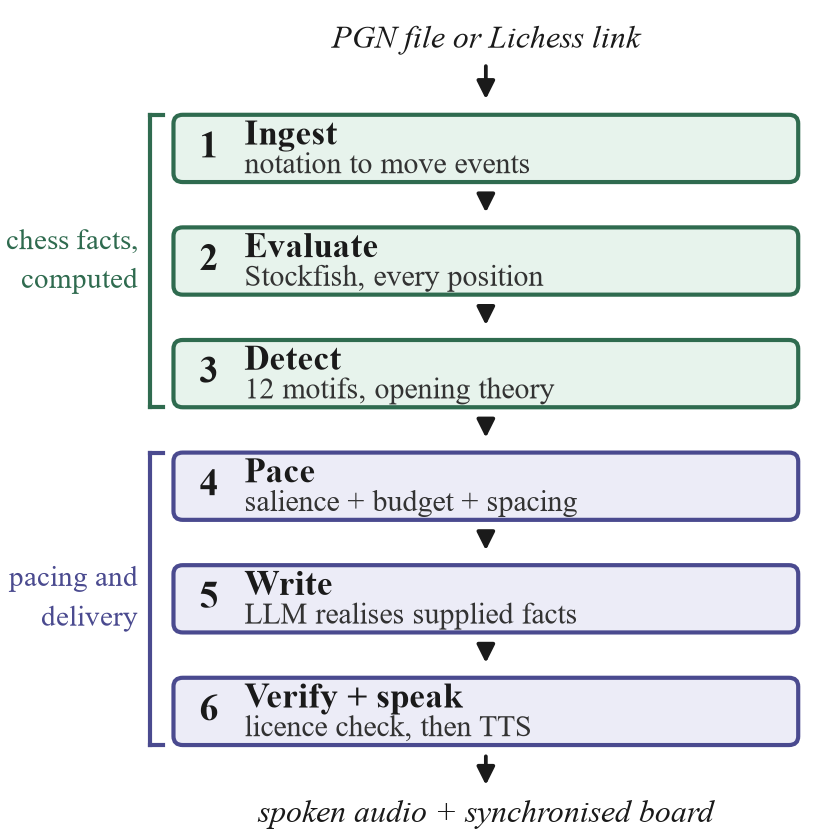 PGN file or Lichess link
1 Ingest
notation to move events
chess facts,
computed
2 Evaluate
Stockfish, every position
3 Detect
12 motifs, opening theory
4 Pace
salience + budget + spacing
pacing and
delivery
5 Write
LLM realises supplied facts
6 Verify + speak
licence check, then TTS
spoken audio + synchronised board